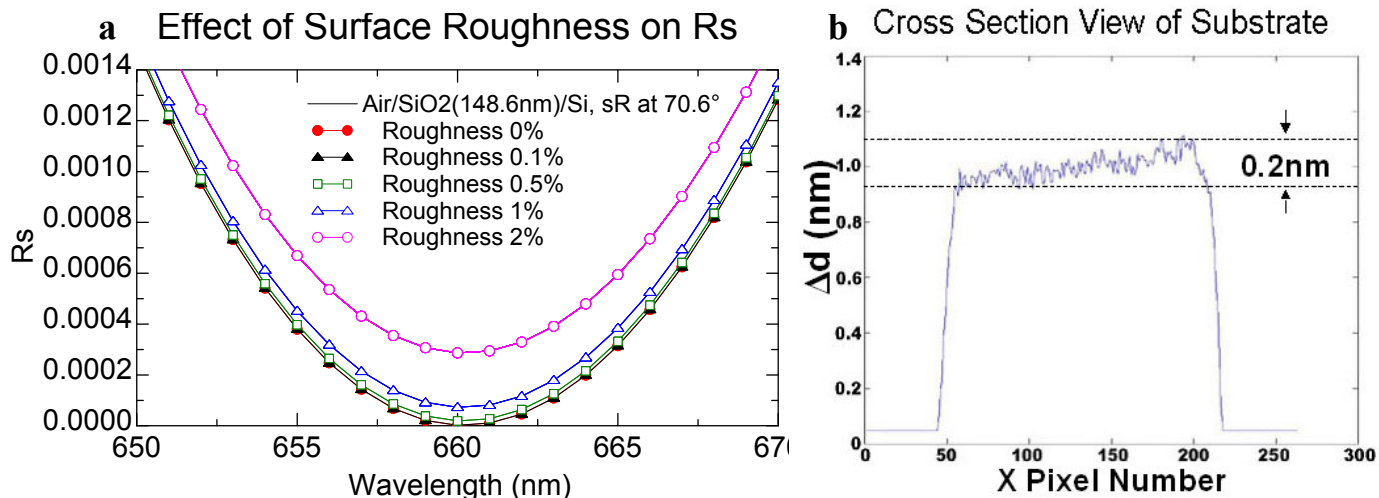 a Effect of Surface Roughness on Rs
0.0014
0.0012
0.0010
0.0008
0.0006
0.0004
0.0002
0.0000
Rs
Air/SiO2(148.6nm)/Si, sR at 70.6°
Roughness 0%
Roughness 0.1%
Roughness 0.5%
Roughness 1%
Roughness 2%
650 655 660 665 670
Wavelength (nm)
b Cross Section View of Substrate
1.4
1.2
1.0
0.8
0.6
0.4
0.2
0
Δd (nm)
0.2nm
0 50 100 150 200 250 300
X Pixel Number